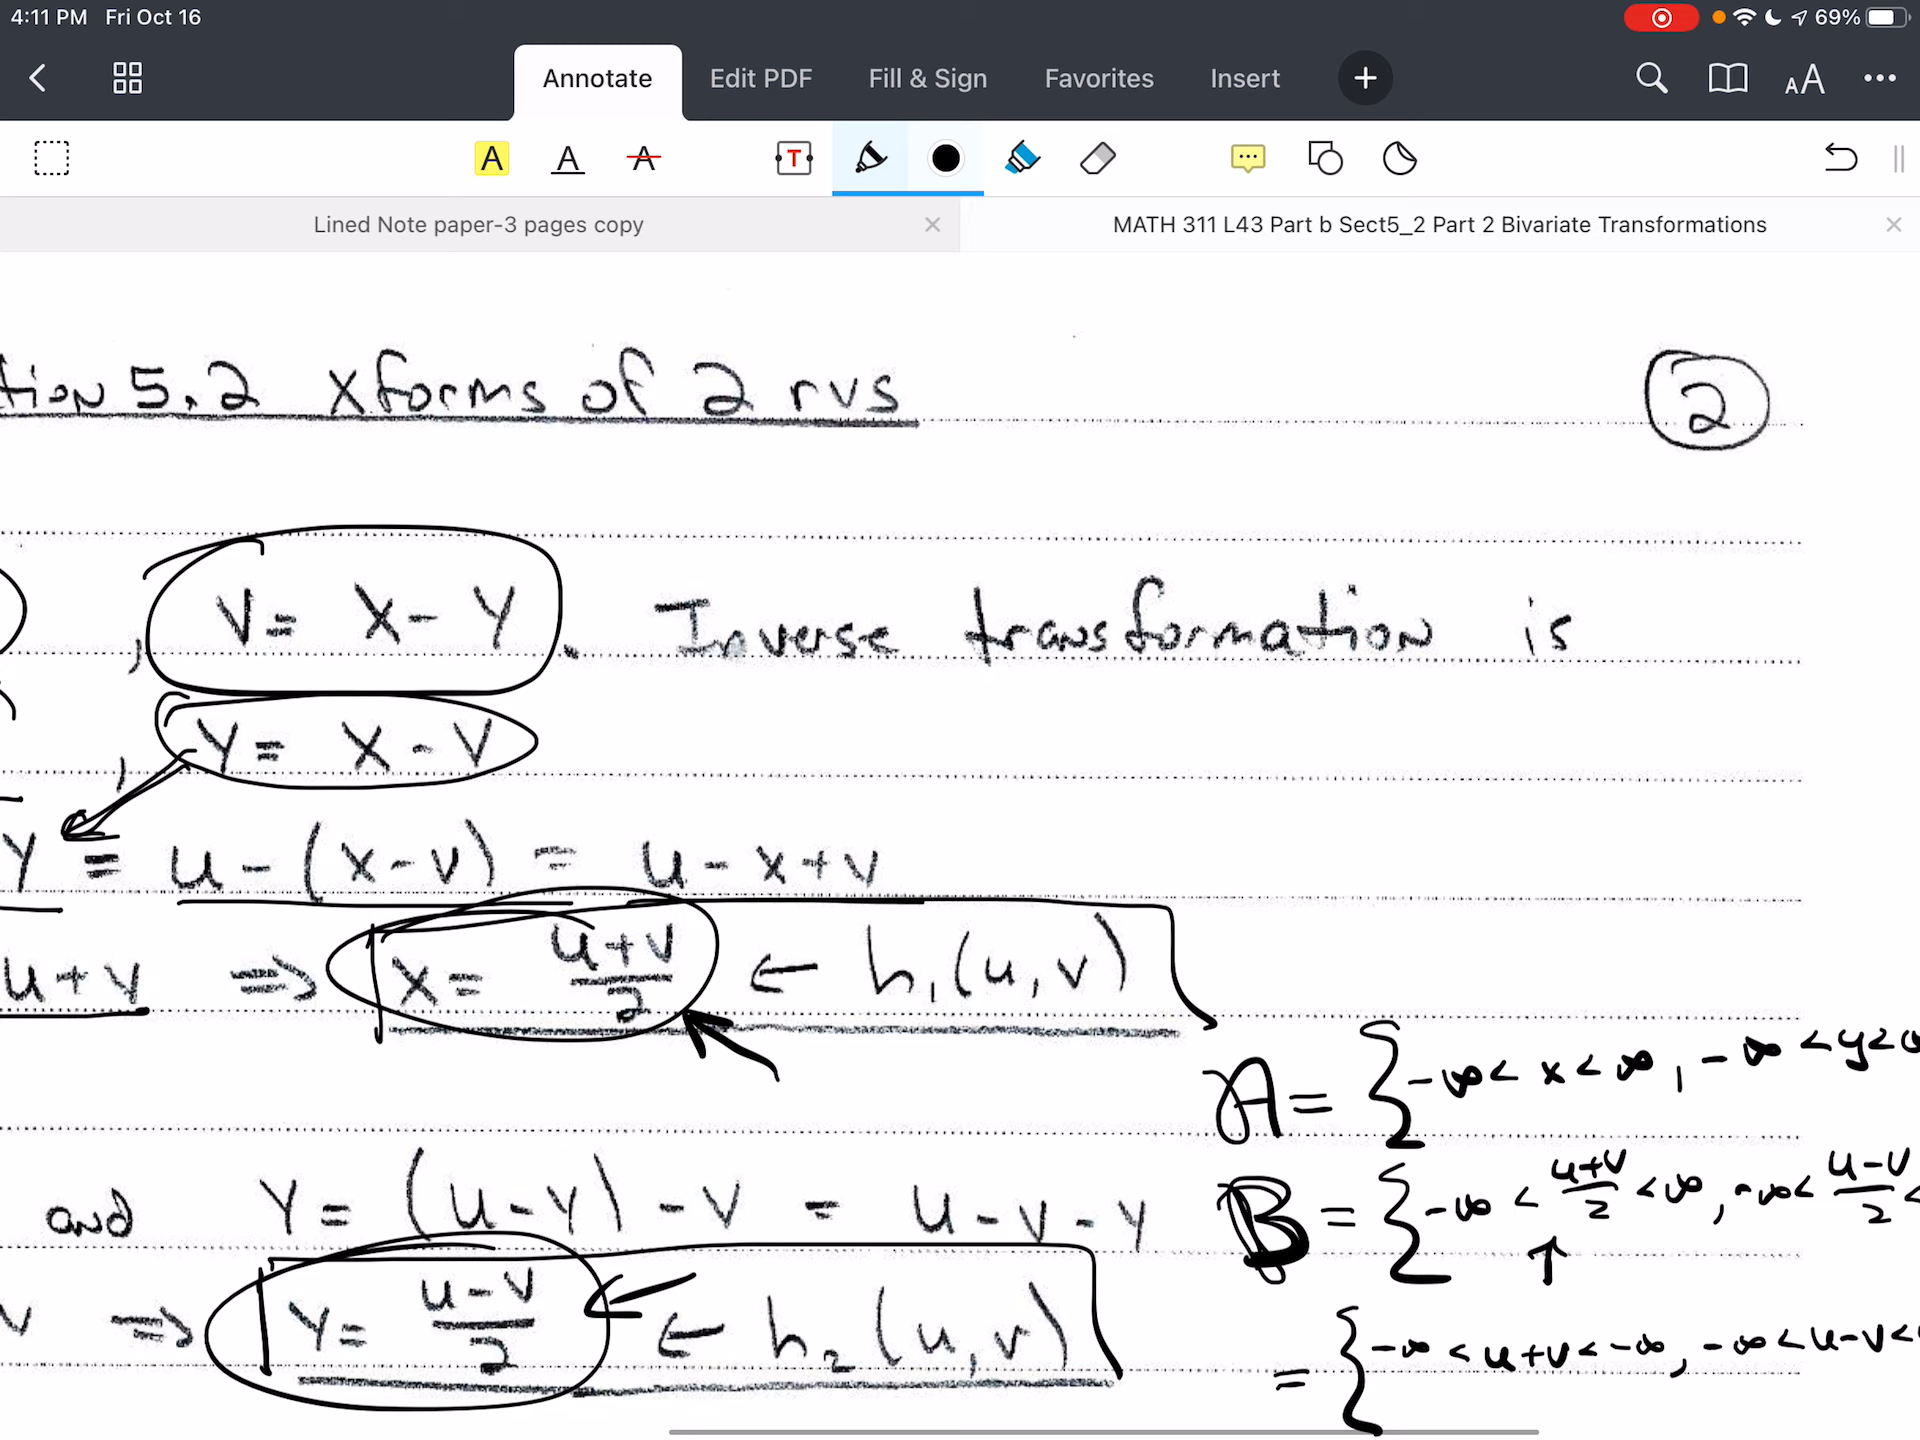 4:11 PM Fri Oct 16 69%
Annotate Edit PDF Fill & Sign Favorites Insert + AA
A A A T
Lined Note paper-3 pages copy × MATH 311 L43 Part b Sect5_2 Part 2 Bivariate Transformations ×
tion 5.2 xforms of 2 rvs 2
, V = X - Y . Inverse transformation is
Y = X - V
Y = u - (x - v) = u - x + v
u + v => X = (u+v)/2 ← h₁(u, v)
A = { -∞ < x < ∞, -∞ < y <
and Y = (u - y) - v = u - v - y
B = { -∞ < (u+v)/2 < ∞, -∞ < (u-v)/2 <
↑
v => Y = (u-v)/2 ← h₂(u, v)
= { -∞ < u+v < -∞, -∞ < u-v <